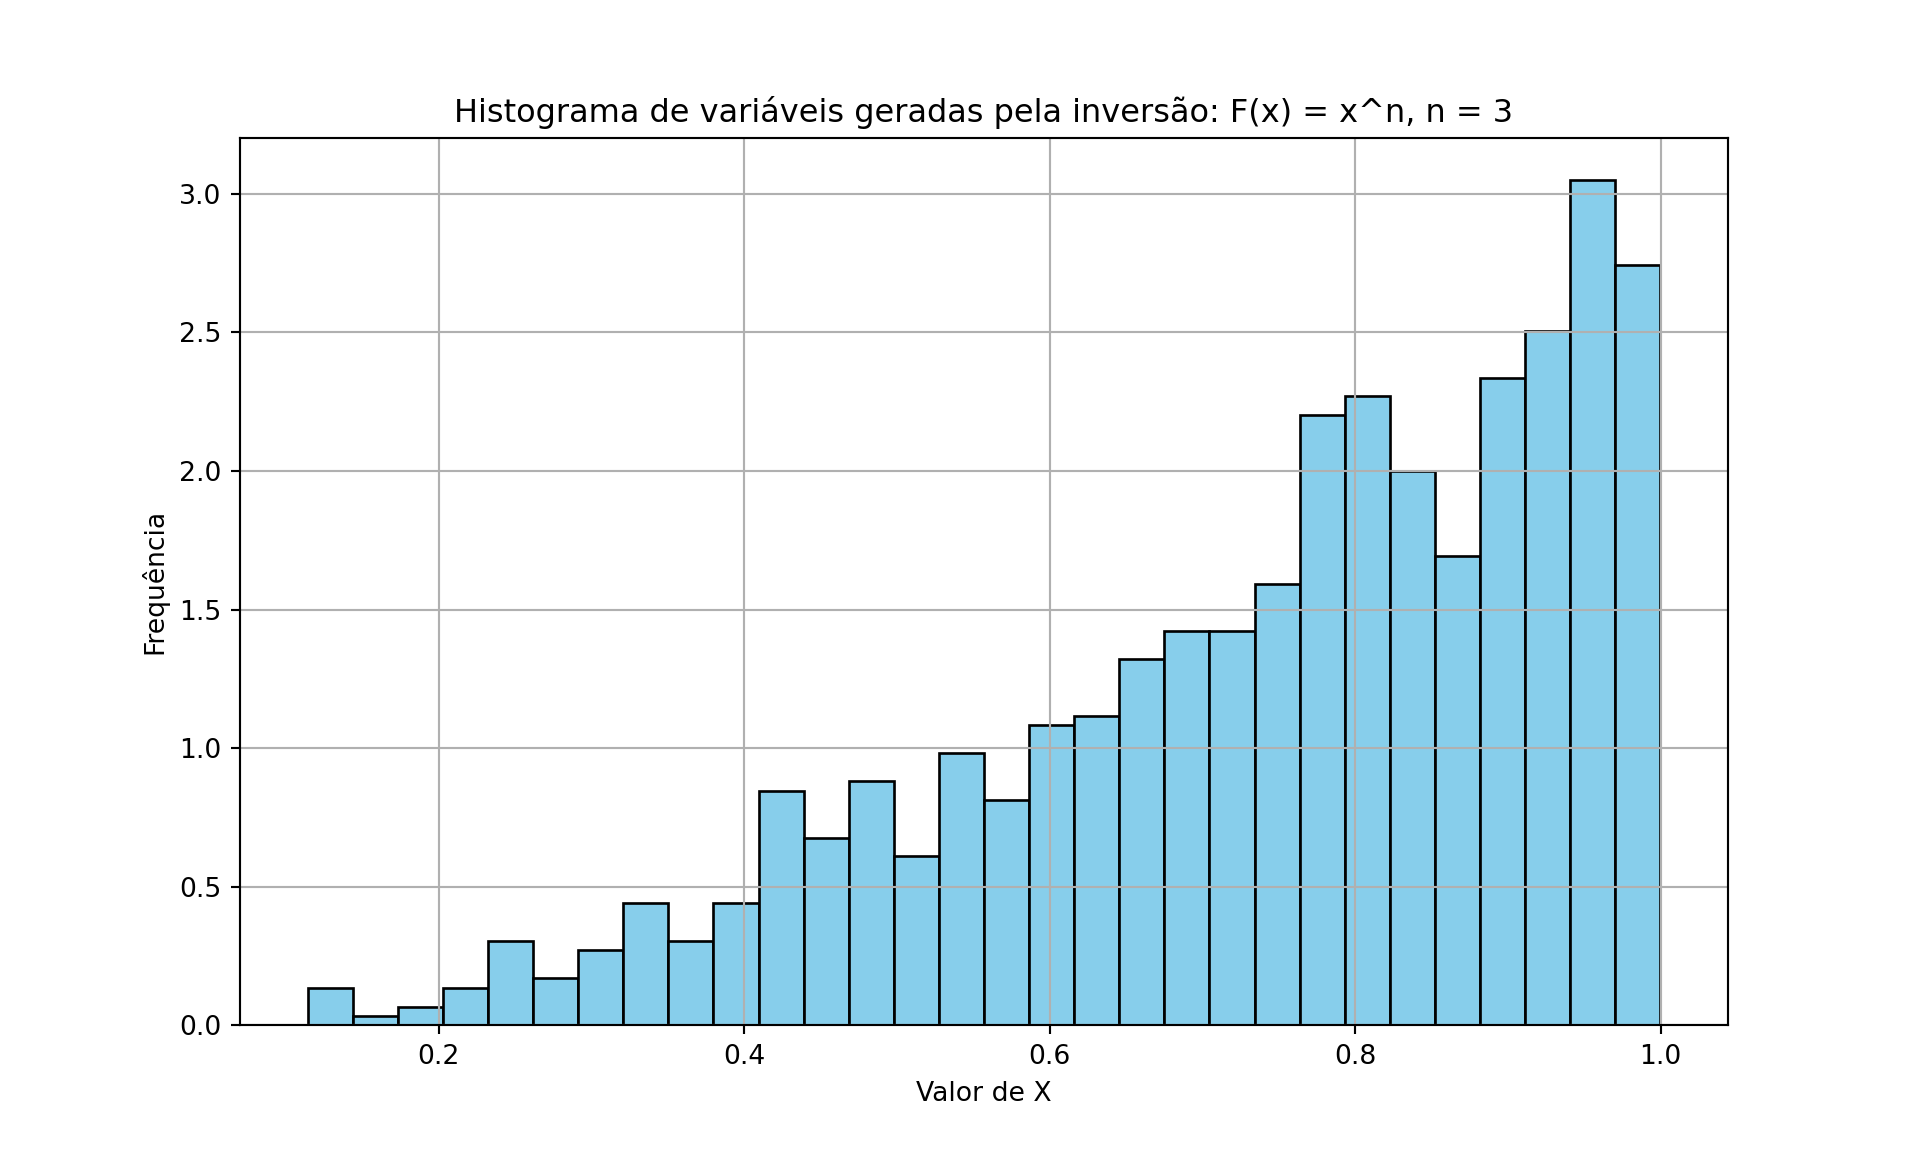 Histograma de variáveis geradas pela inversão: F(x) = x^n, n = 3
3.0
2.5
2.0
1.5
1.0
0.5
0.0
Frequência
0.2 0.4 0.6 0.8 1.0
Valor de X